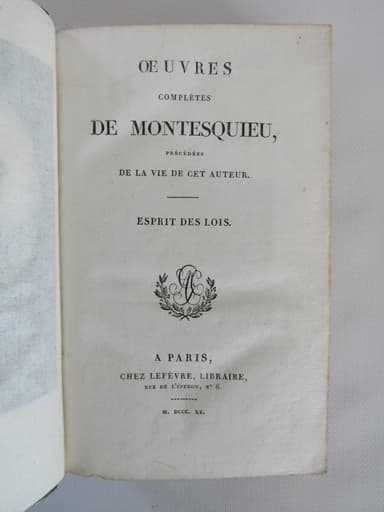 ŒUVRES
COMPLÈTES
DE MONTESQUIEU,
PRÉCÉDÉES
DE LA VIE DE CET AUTEUR.
ESPRIT DES LOIS.
A PARIS,
CHEZ LEFÈVRE, LIBRAIRE,
RUE DE L'ÉPERON, Nº 6.
M. DCCC. XX.